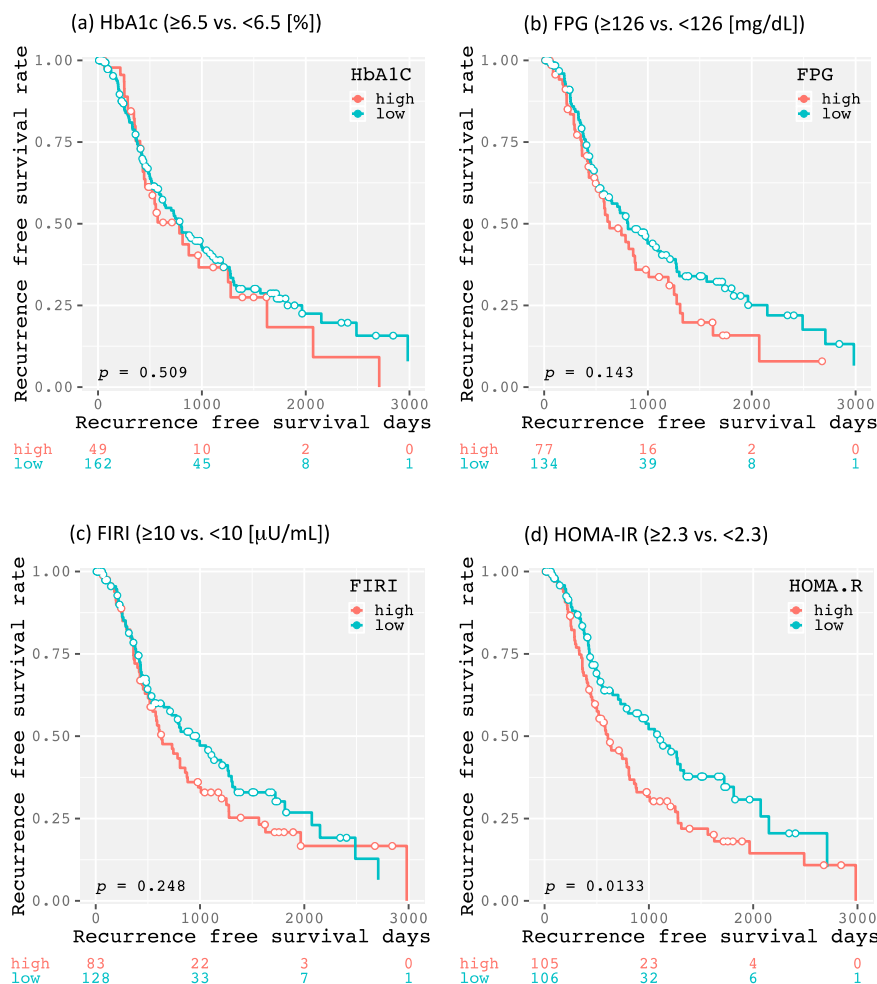 (a) HbA1c (≥6.5 vs. <6.5 [%])
Recurrence free survival rate
1.00
0.75
0.50
0.25
0.00
HbA1C
high
low
p = 0.509
0 1000 2000 3000
Recurrence free survival days
high 49 10 2 0
low 162 45 8 1
(b) FPG (≥126 vs. <126 [mg/dL])
Recurrence free survival rate
1.00
0.75
0.50
0.25
0.00
FPG
high
low
p = 0.143
0 1000 2000 3000
Recurrence free survival days
high 77 16 2 0
low 134 39 8 1
(c) FIRI (≥10 vs. <10 [μU/mL])
Recurrence free survival rate
1.00
0.75
0.50
0.25
0.00
FIRI
high
low
p = 0.248
0 1000 2000 3000
Recurrence free survival days
high 83 22 3 0
low 128 33 7 1
(d) HOMA-IR (≥2.3 vs. <2.3)
Recurrence free survival rate
1.00
0.75
0.50
0.25
0.00
HOMA.R
high
low
p = 0.0133
0 1000 2000 3000
Recurrence free survival days
high 105 23 4 0
low 106 32 6 1